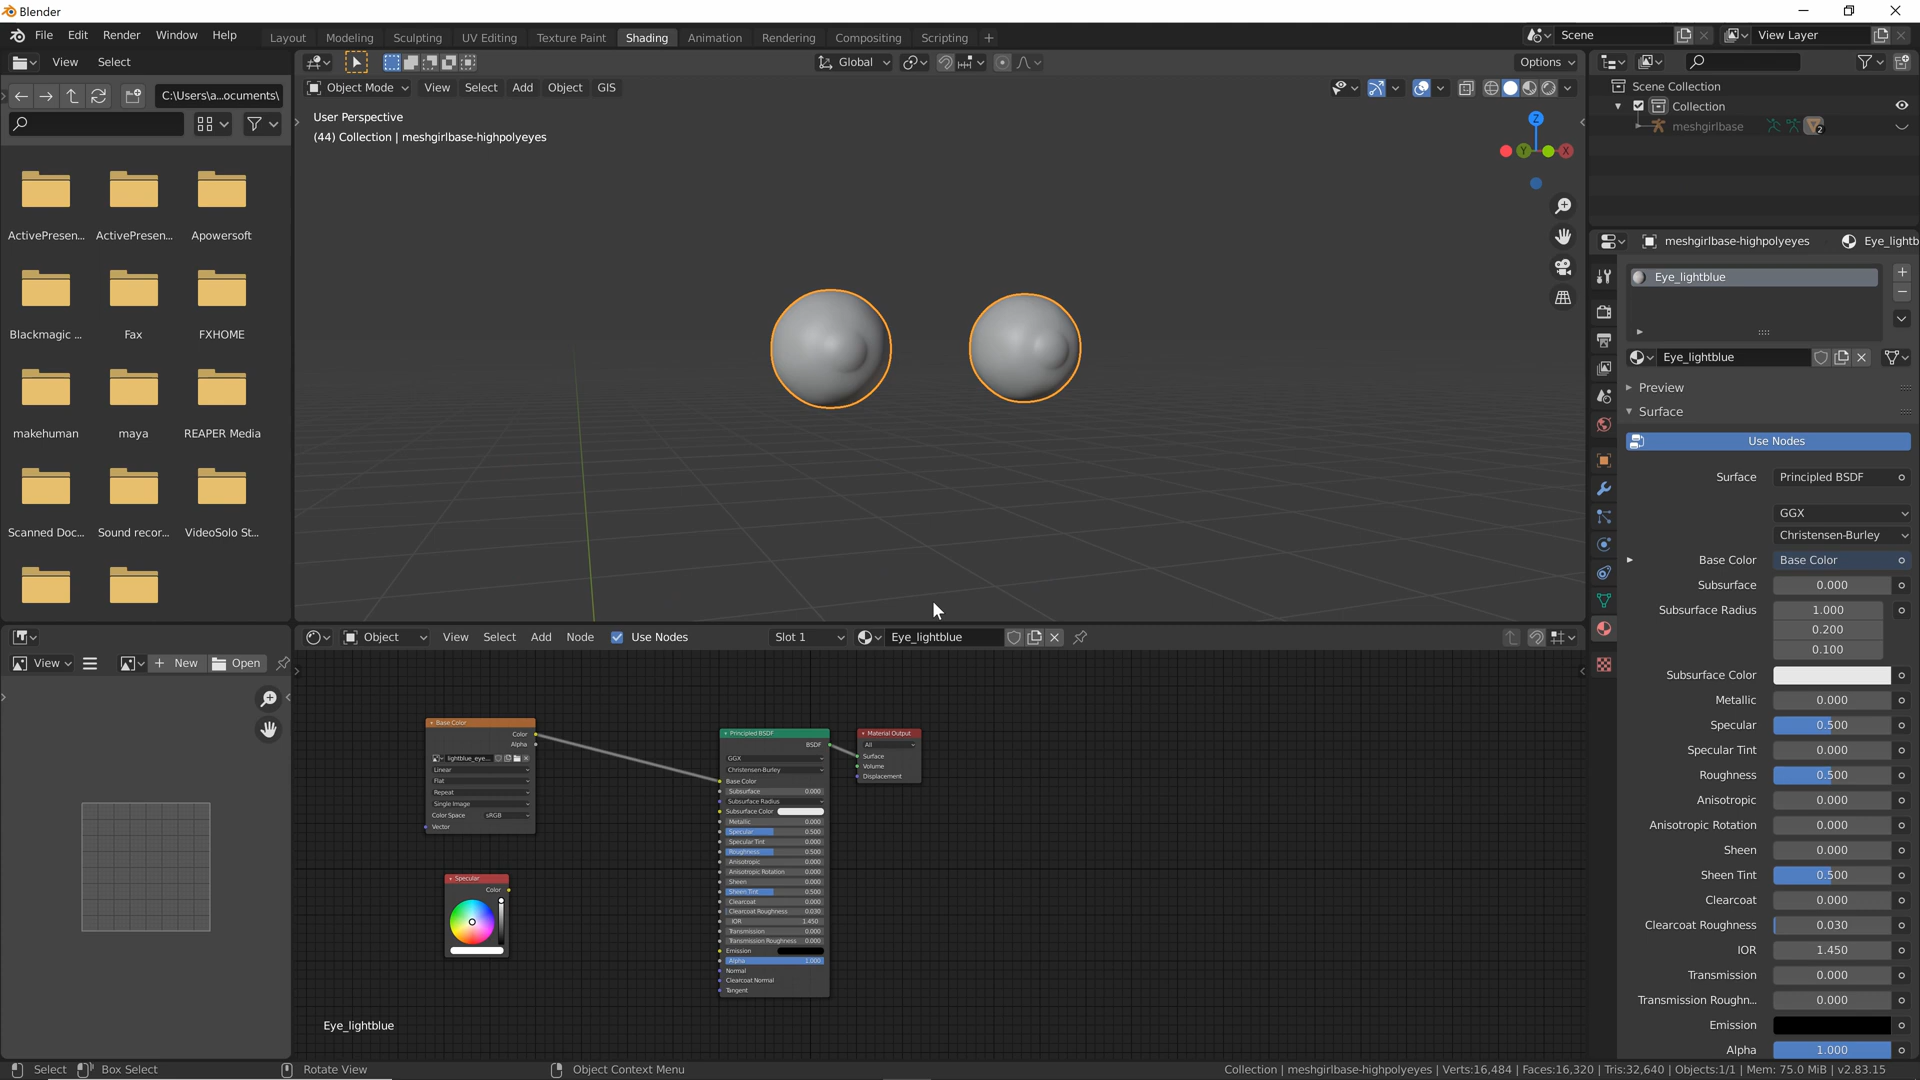 Blender
File Edit Render Window Help
Layout Modeling Sculpting UV Editing Texture Paint Shading Animation Rendering Compositing Scripting +
Scene
View Layer
View Select
Global
Options
C:\Users\a...ocuments\
Object Mode View Select Add Object GIS
User Perspective
(44) Collection | meshgirlbase-highpolyeyes
Z
Y
X
Scene Collection
Collection
meshgirlbase
2
ActivePresen... ActivePresen... Apowersoft
Blackmagic ... Fax FXHOME
makehuman maya REAPER Media
Scanned Doc... Sound recor... VideoSolo St...
meshgirlbase-highpolyeyes Eye_lightb
Eye_lightblue
Eye_lightblue
Preview
Surface
Use Nodes
Surface Principled BSDF
GGX
Christensen-Burley
Base Color Base Color
Subsurface 0.000
Subsurface Radius 1.000
0.200
0.100
Subsurface Color
Metallic 0.000
Specular 0.500
Specular Tint 0.000
Roughness 0.500
Anisotropic 0.000
Anisotropic Rotation 0.000
Sheen 0.000
Sheen Tint 0.500
Clearcoat 0.000
Clearcoat Roughness 0.030
IOR 1.450
Transmission 0.000
Transmission Roughn... 0.000
Emission
Alpha 1.000
View + New Open
Object View Select Add Node Use Nodes Slot 1 Eye_lightblue
Base Color
Color
Alpha
lightblue_eye...
Linear
Flat
Repeat
Single Image
Color Space sRGB
Vector
Specular
Color
Principled BSDF
BSDF
GGX
Christensen-Burley
Base Color
Subsurface 0.000
Subsurface Radius
Subsurface Color
Metallic 0.000
Specular 0.500
Specular Tint 0.000
Roughness 0.500
Anisotropic 0.000
Anisotropic Rotation 0.000
Sheen 0.000
Sheen Tint 0.500
Clearcoat 0.000
Clearcoat Roughness 0.030
IOR 1.450
Transmission 0.000
Transmission Roughness 0.000
Emission
Alpha 1.000
Normal
Clearcoat Normal
Tangent
Material Output
All
Surface
Volume
Displacement
Eye_lightblue
Select Box Select Rotate View Object Context Menu
Collection | meshgirlbase-highpolyeyes | Verts:16,484 | Faces:16,320 | Tris:32,640 | Objects:1/1 | Mem: 75.0 MiB | v2.83.15